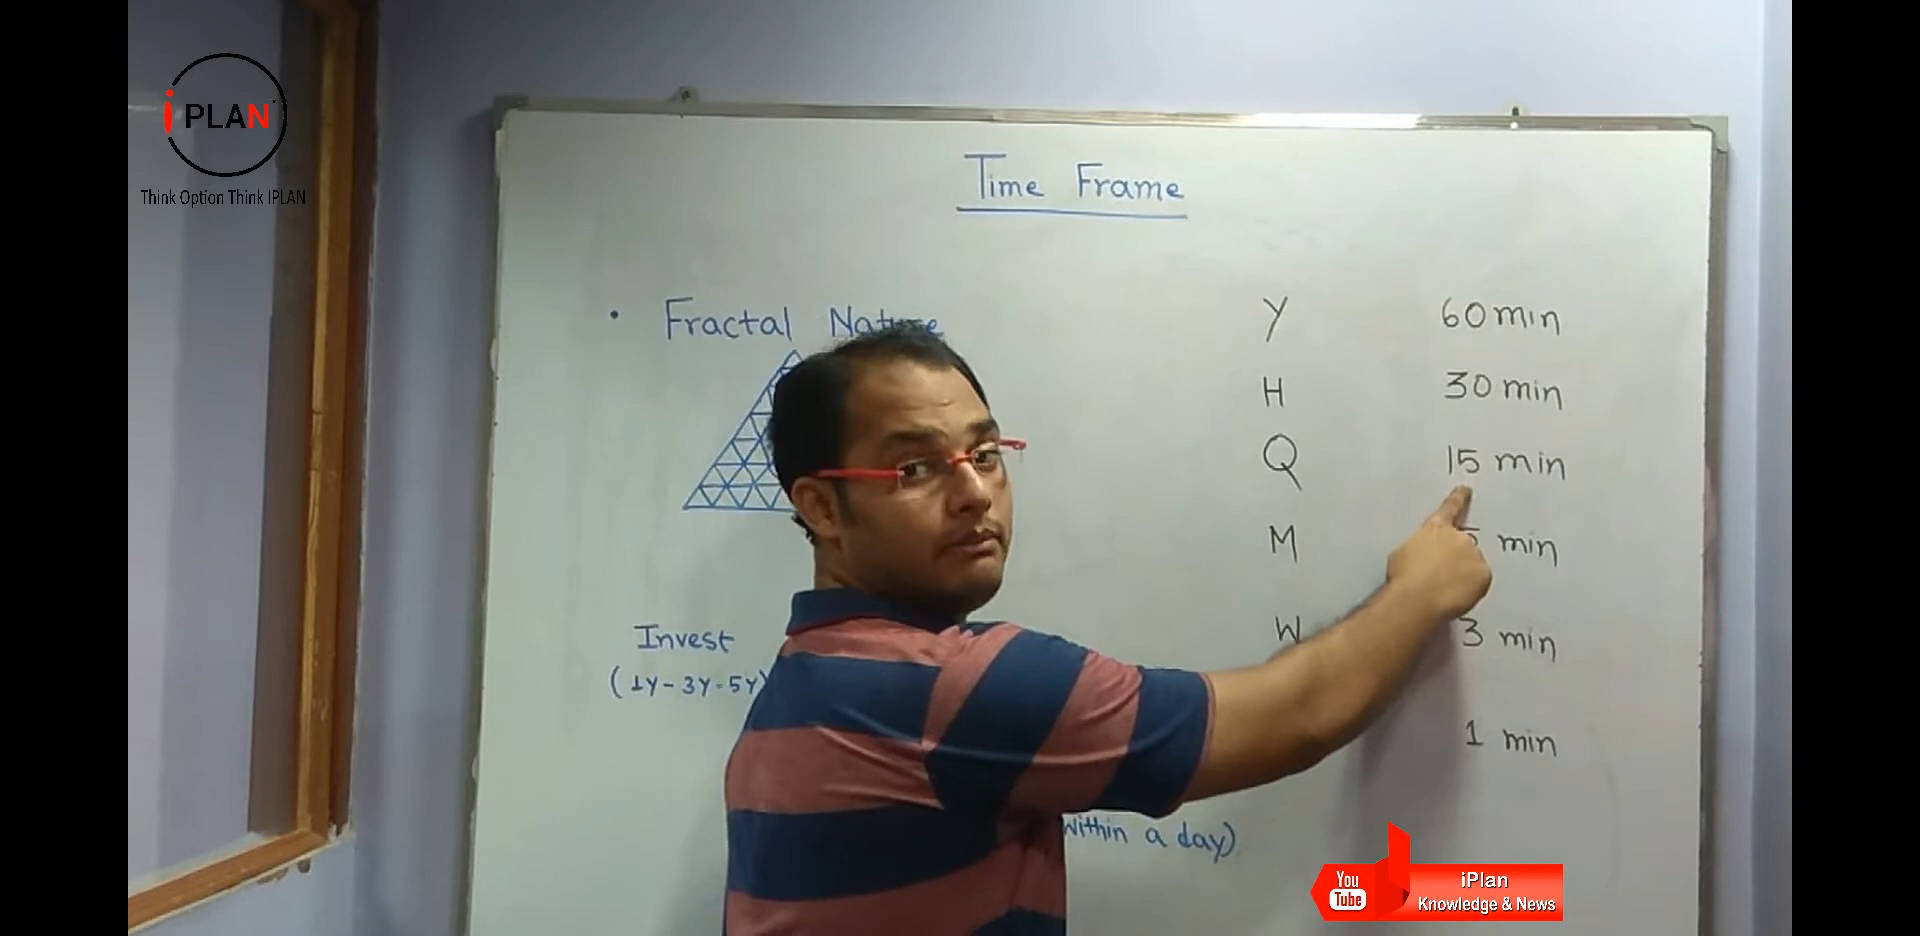 iPLAN
Think Option Think IPLAN
Time Frame
• Fractal Nature
Y 60 min
H 30 min
Q 15 min
M 5 min
W 3 min
1 min
Invest
(1Y - 3Y - 5Y)
within a day)
You
Tube
iPlan
Knowledge & News